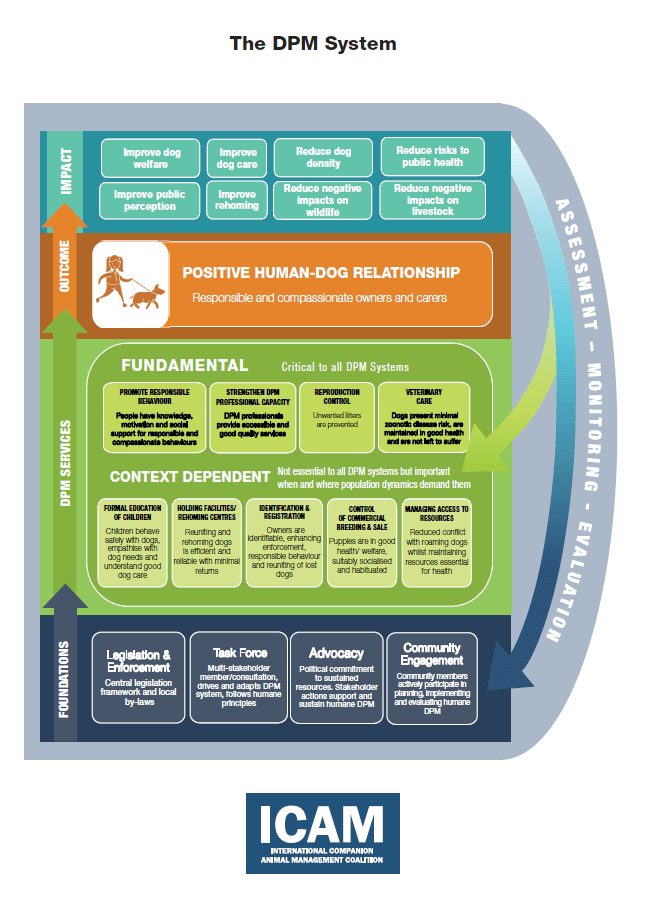 The DPM System
IMPACT
Improve dog
welfare
Improve
dog care
Reduce dog
density
Reduce risks to
public health
Improve public
perception
Improve
rehoming
Reduce negative
impacts on
wildlife
Reduce negative
impacts on
livestock
OUTCOME
POSITIVE HUMAN-DOG RELATIONSHIP
Responsible and compassionate owners and carers
DPM SERVICES
FUNDAMENTAL
Critical to all DPM Systems
PROMOTE RESPONSIBLE
BEHAVIOUR
People have knowledge,
motivation and social
support for responsible and
compassionate behaviours
STRENGTHEN DPM
PROFESSIONAL CAPACITY
DPM professionals
provide accessible and
good quality services
REPRODUCTION
CONTROL
Unwanted litters
are prevented
VETERINARY
CARE
Dogs present minimal
zoonotic disease risk, are
maintained in good health
and are not left to suffer
CONTEXT DEPENDENT
Not essential to all DPM systems but important
when and where population dynamics demand them
FORMAL EDUCATION
OF CHILDREN
Children behave
safely with dogs,
empathise with
dog needs and
understand good
dog care
HOLDING FACILITIES/
REHOMING CENTRES
Reuniting and
rehoming dogs
is efficient and
reliable with minimal
returns
IDENTIFICATION &
REGISTRATION
Owners are
identifiable, enhancing
enforcement,
responsible behaviour
and reuniting of lost
dogs
CONTROL
OF COMMERCIAL
BREEDING & SALE
Puppies are in good
health/ welfare,
suitably socialised
and habituated
MANAGING ACCESS TO
RESOURCES
Reduced conflict
with roaming dogs
whilst maintaining
resources essential
for health
FOUNDATIONS
Legislation &
Enforcement
Central legislation
framework and local
by-laws
Task Force
Multi-stakeholder
member/consultation,
drives and adapts DPM
system, follows humane
principles
Advocacy
Political commitment
to sustained
resources. Stakeholder
actions support and
sustain humane DPM
Community
Engagement
Community members
actively participate in
planning, implementing
and evaluating humane
DPM
ASSESSMENT – MONITORING - EVALUATION
ICAM
INTERNATIONAL COMPANION
ANIMAL MANAGEMENT COALITION